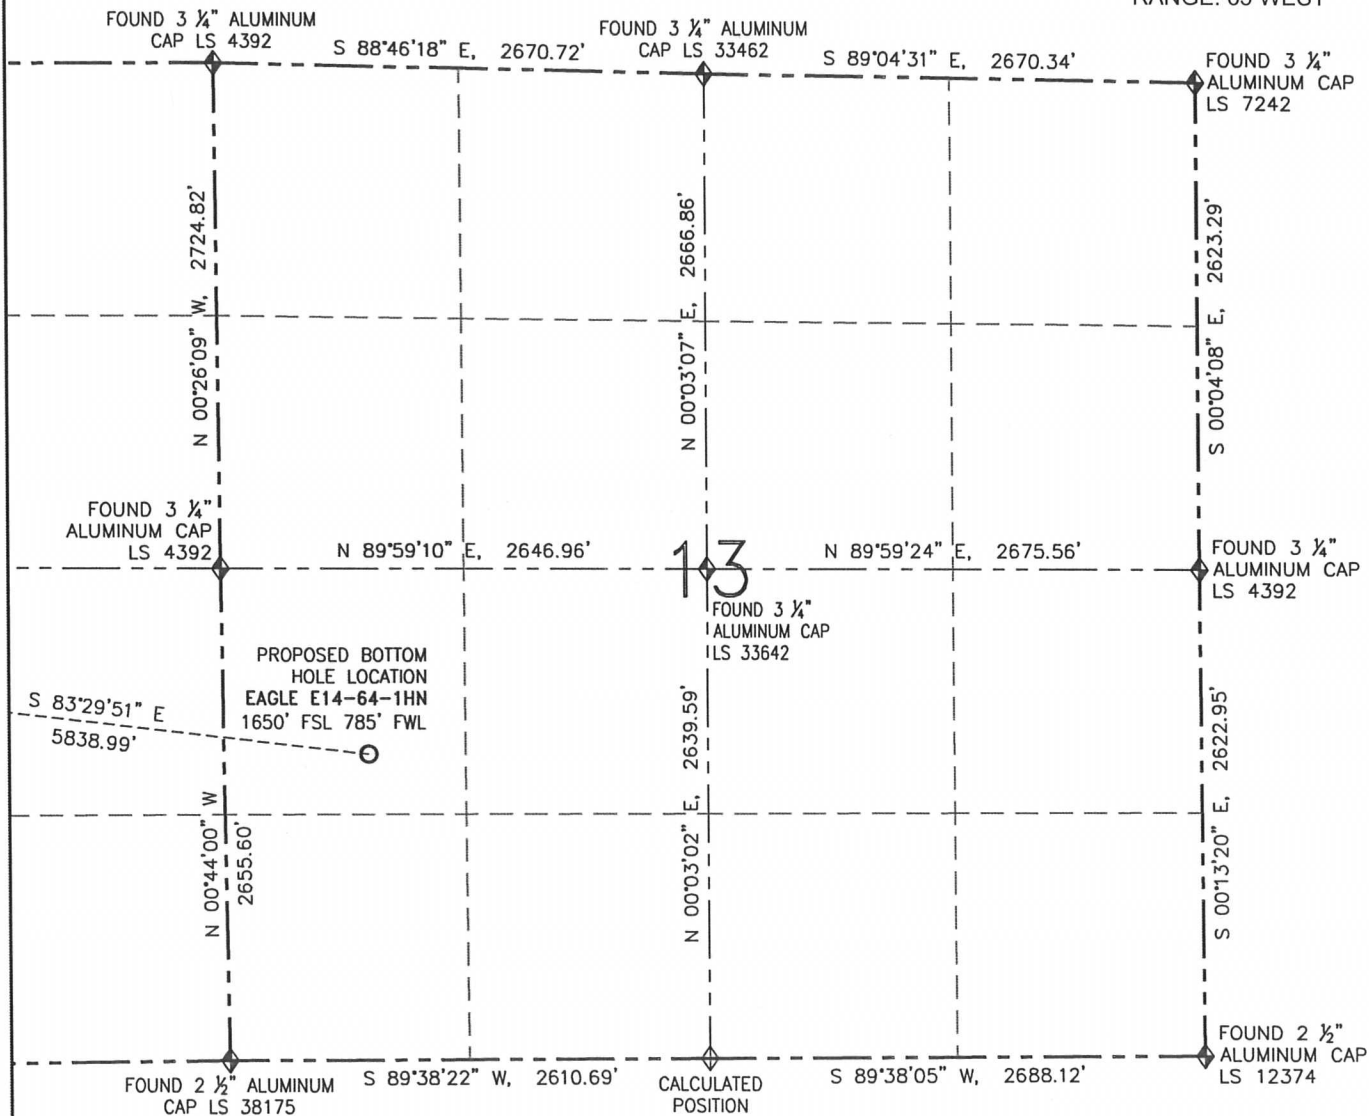 FOUND 3 ¼" ALUMINUM
CAP LS 4392
S 88°46'18" E, 2670.72'
FOUND 3 ¼" ALUMINUM
CAP LS 33462
S 89°04'31" E, 2670.34'
FOUND 3 ¼"
ALUMINUM CAP
LS 7242
N 00°26'09" W, 2724.82'
N 00°03'07" E, 2666.86'
S 00°04'08" E, 2623.29'
FOUND 3 ¼"
ALUMINUM CAP
LS 4392
N 89°59'10" E, 2646.96'
13
N 89°59'24" E, 2675.56'
FOUND 3 ¼"
ALUMINUM CAP
LS 4392
FOUND 3 ¼"
ALUMINUM CAP
LS 33642
PROPOSED BOTTOM
HOLE LOCATION
EAGLE E14-64-1HN
1650' FSL 785' FWL
S 83°29'51" E
5838.99'
N 00°44'00" W
2655.60'
N 00°03'02" E, 2639.59'
S 00°13'20" E, 2622.95'
FOUND 2 ½" ALUMINUM
CAP LS 38175
S 89°38'22" W, 2610.69'
CALCULATED
POSITION
S 89°38'05" W, 2688.12'
FOUND 2 ½"
ALUMINUM CAP
LS 12374